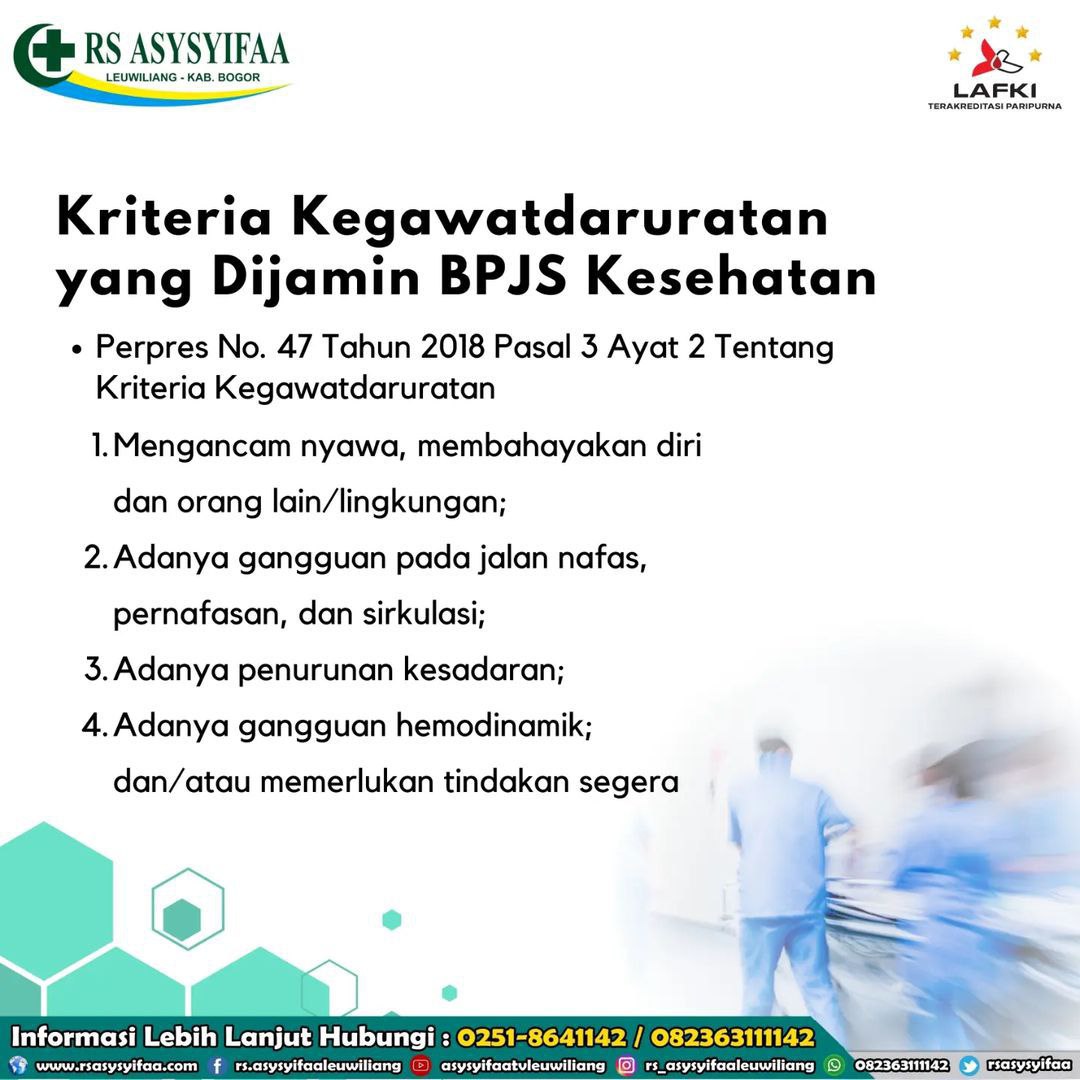 RS ASYSYIFAA
LEUWILIANG - KAB. BOGOR
LAFKI
TERAKREDITASI PARIPURNA
Kriteria Kegawatdaruratan
yang Dijamin BPJS Kesehatan
• Perpres No. 47 Tahun 2018 Pasal 3 Ayat 2 Tentang
Kriteria Kegawatdaruratan
1. Mengancam nyawa, membahayakan diri
dan orang lain/lingkungan;
2. Adanya gangguan pada jalan nafas,
pernafasan, dan sirkulasi;
3. Adanya penurunan kesadaran;
4. Adanya gangguan hemodinamik;
dan/atau memerlukan tindakan segera
Informasi Lebih Lanjut Hubungi : 0251-8641142 / 082363111142
www.rsasysyifaa.com rs.asysyifaaleuwiliang asysyifaatvleuwiliang rs_asysyifaaleuwiliang 082363111142 rsasysyifaa